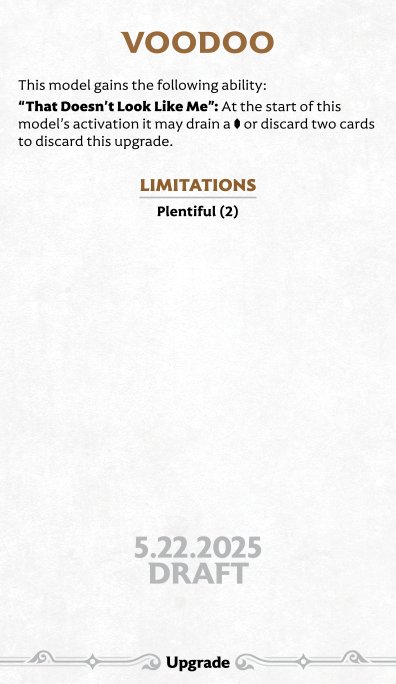 VOODOO
This model gains the following ability:
“That Doesn’t Look Like Me”: At the start of this
model’s activation it may drain a or discard two cards
to discard this upgrade.
LIMITATIONS
Plentiful (2)
5.22.2025
DRAFT
Upgrade